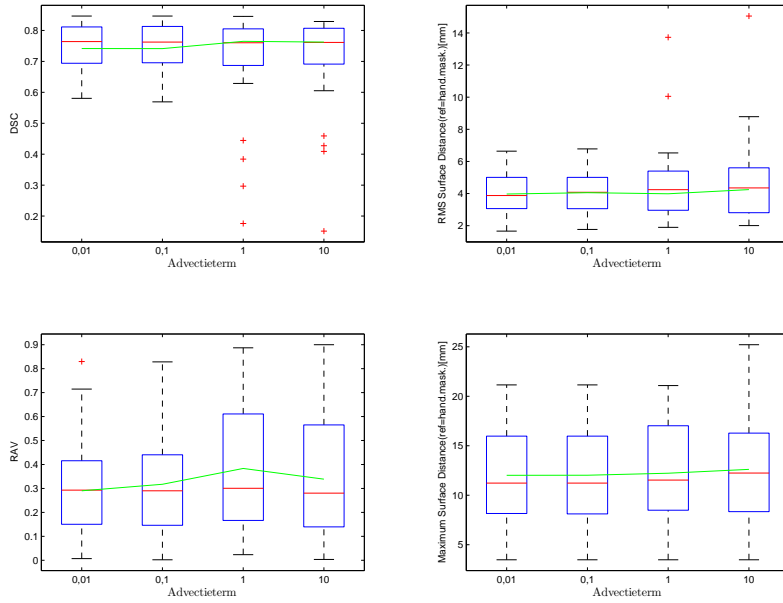 0.8
0.7
0.6
0.5
0.4
0.3
0.2
DSC
0,01 0,1 1 10
Advectieterm
14
12
10
8
6
4
2
RMS Surface Distance(ref=hand.mask.)[mm]
0,01 0,1 1 10
Advectieterm
0.9
0.8
0.7
0.6
0.5
0.4
0.3
0.2
0.1
0
RAV
0,01 0,1 1 10
Advectieterm
25
20
15
10
5
Maximum Surface Distance(ref=hand.mask.)[mm]
0,01 0,1 1 10
Advectieterm